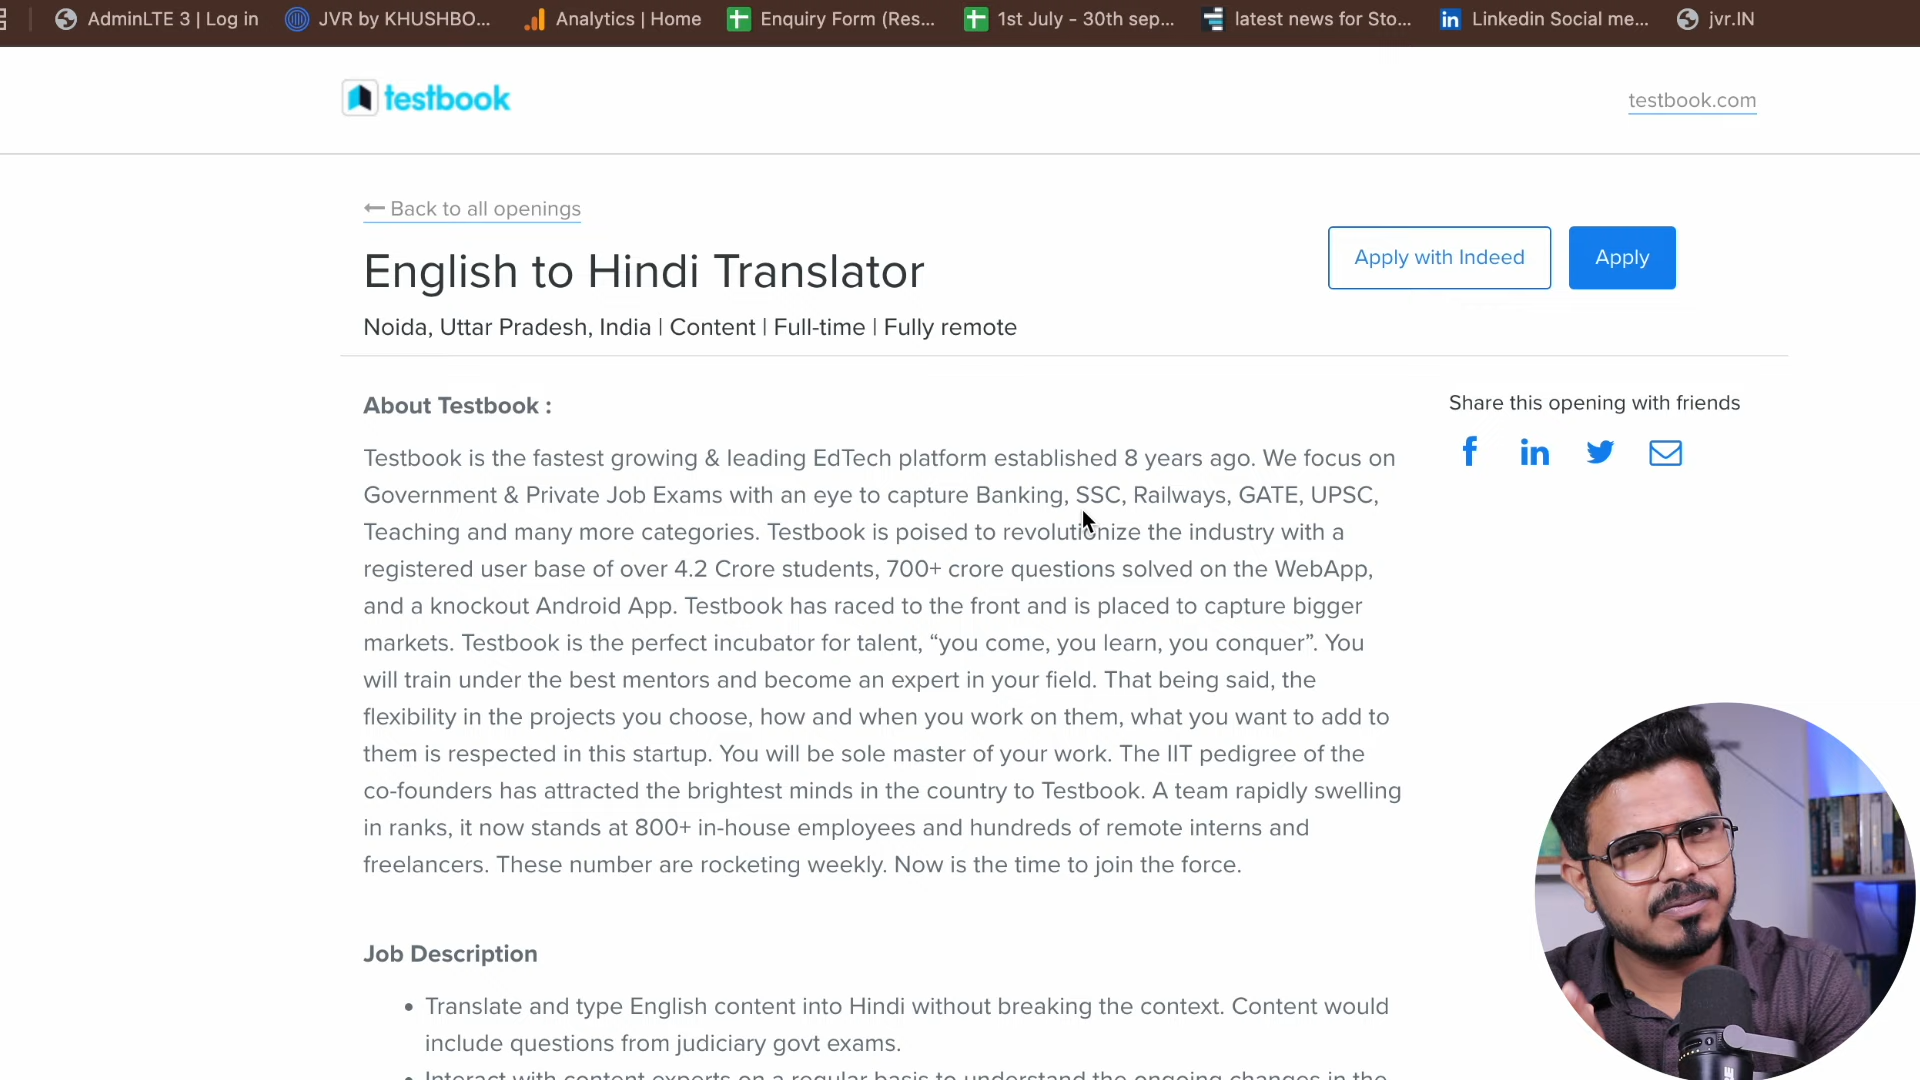 AdminLTE 3 | Log in JVR by KHUSHBO... Analytics | Home Enquiry Form (Res... 1st July - 30th sep... latest news for Sto... Linkedin Social me... jvr.IN
testbook
testbook.com
Back to all openings
English to Hindi Translator
Apply with Indeed
Apply
Noida, Uttar Pradesh, India | Content | Full-time | Fully remote
About Testbook :
Testbook is the fastest growing & leading EdTech platform established 8 years ago. We focus on
Government & Private Job Exams with an eye to capture Banking, SSC, Railways, GATE, UPSC,
Teaching and many more categories. Testbook is poised to revolutionize the industry with a
registered user base of over 4.2 Crore students, 700+ crore questions solved on the WebApp,
and a knockout Android App. Testbook has raced to the front and is placed to capture bigger
markets. Testbook is the perfect incubator for talent, “you come, you learn, you conquer”. You
will train under the best mentors and become an expert in your field. That being said, the
flexibility in the projects you choose, how and when you work on them, what you want to add to
them is respected in this startup. You will be sole master of your work. The IIT pedigree of the
co-founders has attracted the brightest minds in the country to Testbook. A team rapidly swelling
in ranks, it now stands at 800+ in-house employees and hundreds of remote interns and
freelancers. These number are rocketing weekly. Now is the time to join the force.
Share this opening with friends
Job Description
• Translate and type English content into Hindi without breaking the context. Content would
include questions from judiciary govt exams.
• Interact with content experts on a regular basis to understand the ongoing changes in the